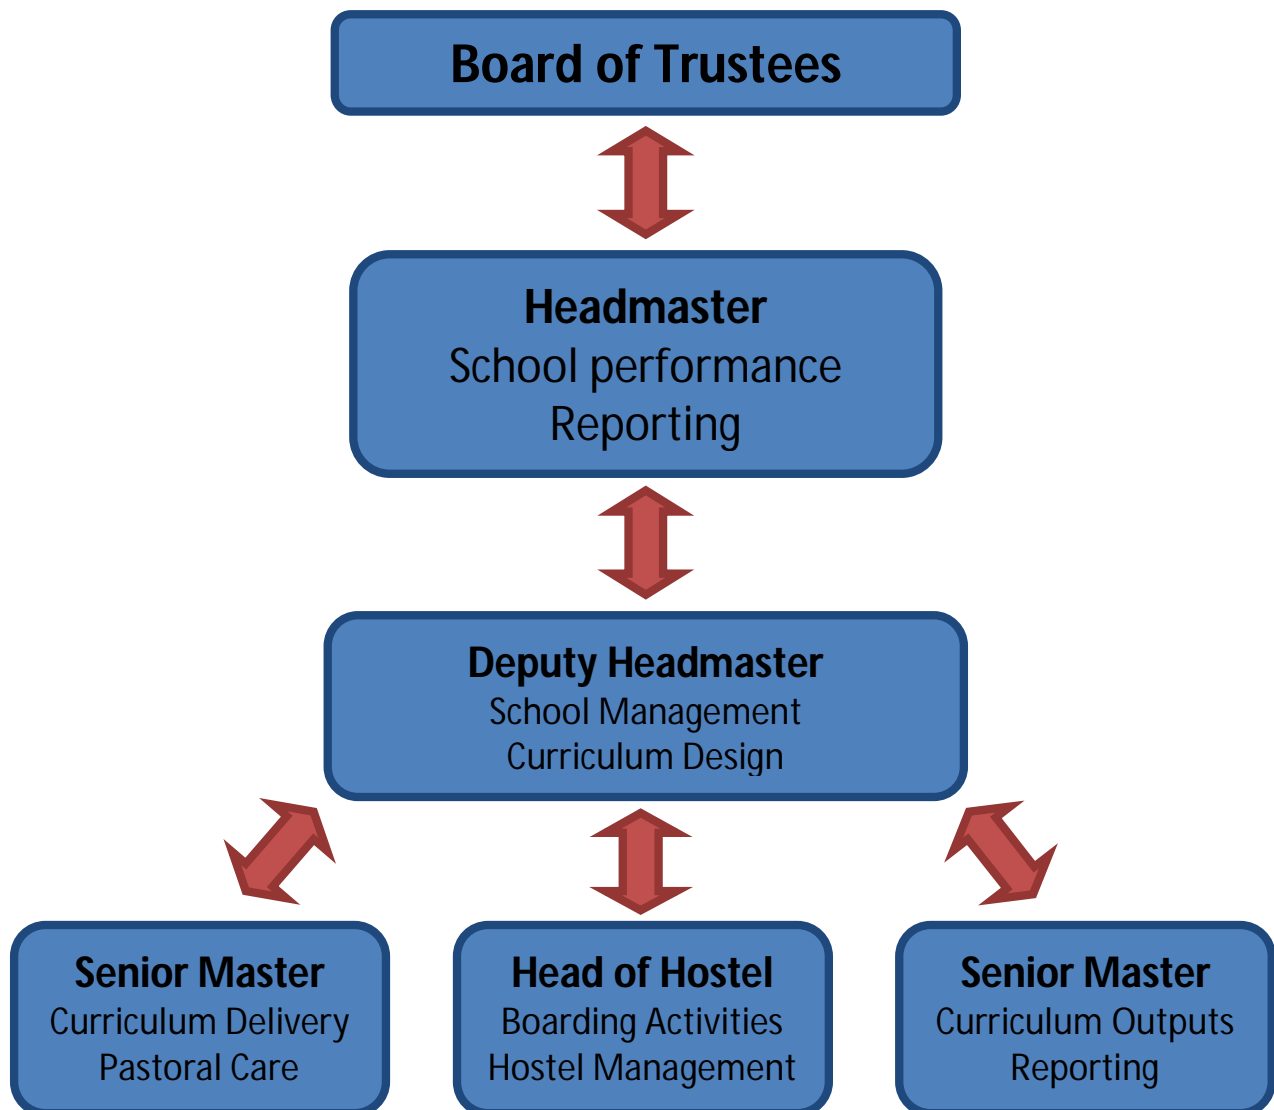 Board of Trustees
Headmaster
School performance
Reporting
Deputy Headmaster
School Management
Curriculum Design
Senior Master
Curriculum Delivery
Pastoral Care
Head of Hostel
Boarding Activities
Hostel Management
Senior Master
Curriculum Outputs
Reporting